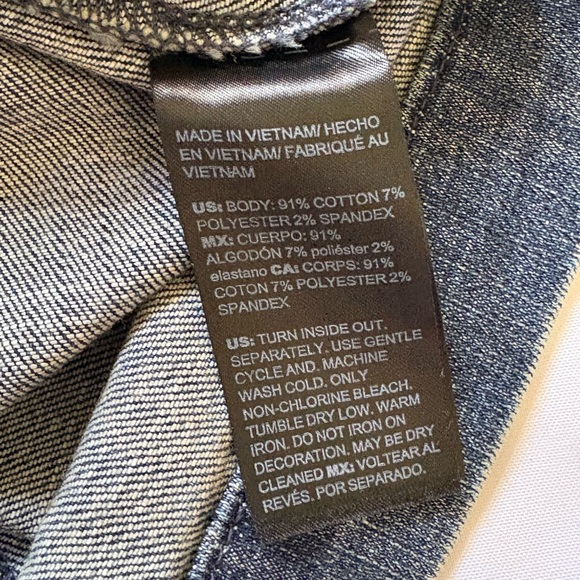 MADE IN VIETNAM/ HECHO
EN VIETNAM/ FABRIQUÉ AU
VIETNAM
US: BODY: 91% COTTON 7%
POLYESTER 2% SPANDEX
MX: CUERPO: 91%
ALGODÓN 7% poliéster 2%
elastano CA: CORPS: 91%
COTON 7% POLYESTER 2%
SPANDEX
US: TURN INSIDE OUT.
SEPARATELY. USE GENTLE
CYCLE AND. MACHINE
WASH COLD. ONLY
NON-CHLORINE BLEACH.
TUMBLE DRY LOW. WARM
IRON. DO NOT IRON ON
DECORATION. MAY BE DRY
CLEANED MX: VOLTEAR AL
REVÉS. POR SEPARADO.